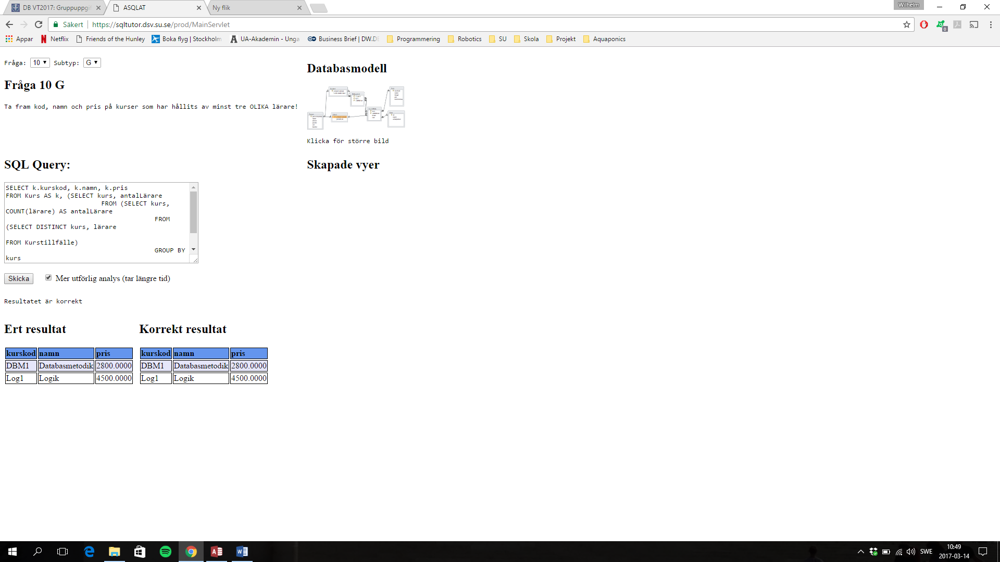 DB VT2017: Gruppuppgi
ASQLAT
Ny flik
Wilhelm
Säkert
https://sqltutor.dsv.su.se/prod/MainServlet
0
Appar
Netflix
Friends of the Hunley
Boka flyg | Stockholm
UA-Akademin - Unga
Business Brief | DW.DE
Programmering
Robotics
SU
Skola
Projekt
Aquaponics
Fråga: 10 Subtyp: G
Fråga 10 G
Ta fram kod, namn och pris på kurser som har hållits av minst tre OLIKA lärare!
Databasmodell
Klicka för större bild
SQL Query:
SELECT k.kurskod, k.namn, k.pris
FROM Kurs AS k, (SELECT kurs, antalLärare
FROM (SELECT kurs,
COUNT(lärare) AS antalLärare
FROM
(SELECT DISTINCT kurs, lärare
FROM Kurstillfälle)
GROUP BY
kurs
Skapade vyer
Skicka
Mer utförlig analys (tar längre tid)
Resultatet är korrekt
Ert resultat
kurskod namn pris
DBM1 Databasmetodik 2800.0000
Log1 Logik 4500.0000
Korrekt resultat
kurskod namn pris
DBM1 Databasmetodik 2800.0000
Log1 Logik 4500.0000
SWE
10:49
2017-03-14